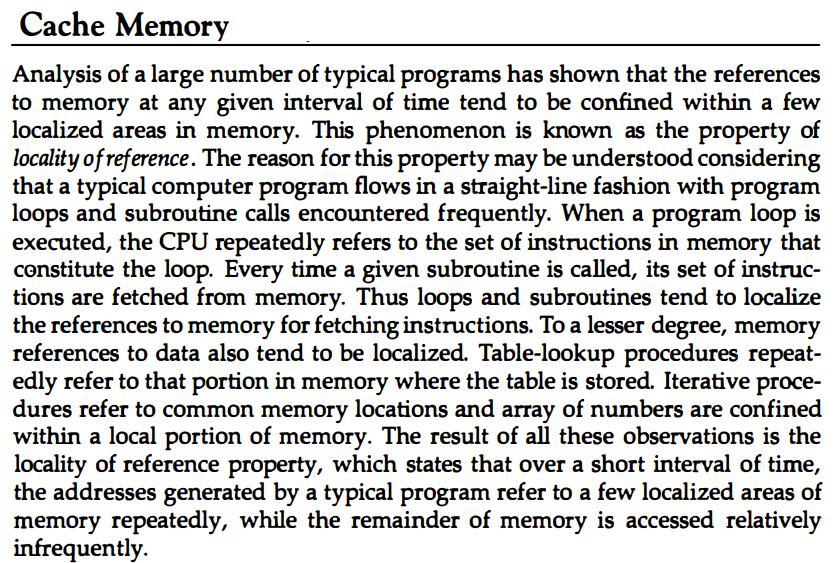 Cache Memory
Analysis of a large number of typical programs has shown that the references
to memory at any given interval of time tend to be confined within a few
localized areas in memory. This phenomenon is known as the property of
locality of reference. The reason for this property may be understood considering
that a typical computer program flows in a straight-line fashion with program
loops and subroutine calls encountered frequently. When a program loop is
executed, the CPU repeatedly refers to the set of instructions in memory that
constitute the loop. Every time a given subroutine is called, its set of instruc-
tions are fetched from memory. Thus loops and subroutines tend to localize
the references to memory for fetching instructions. To a lesser degree, memory
references to data also tend to be localized. Table-lookup procedures repeat-
edly refer to that portion in memory where the table is stored. Iterative proce-
dures refer to common memory locations and array of numbers are confined
within a local portion of memory. The result of all these observations is the
locality of reference property, which states that over a short interval of time,
the addresses generated by a typical program refer to a few localized areas of
memory repeatedly, while the remainder of memory is accessed relatively
infrequently.